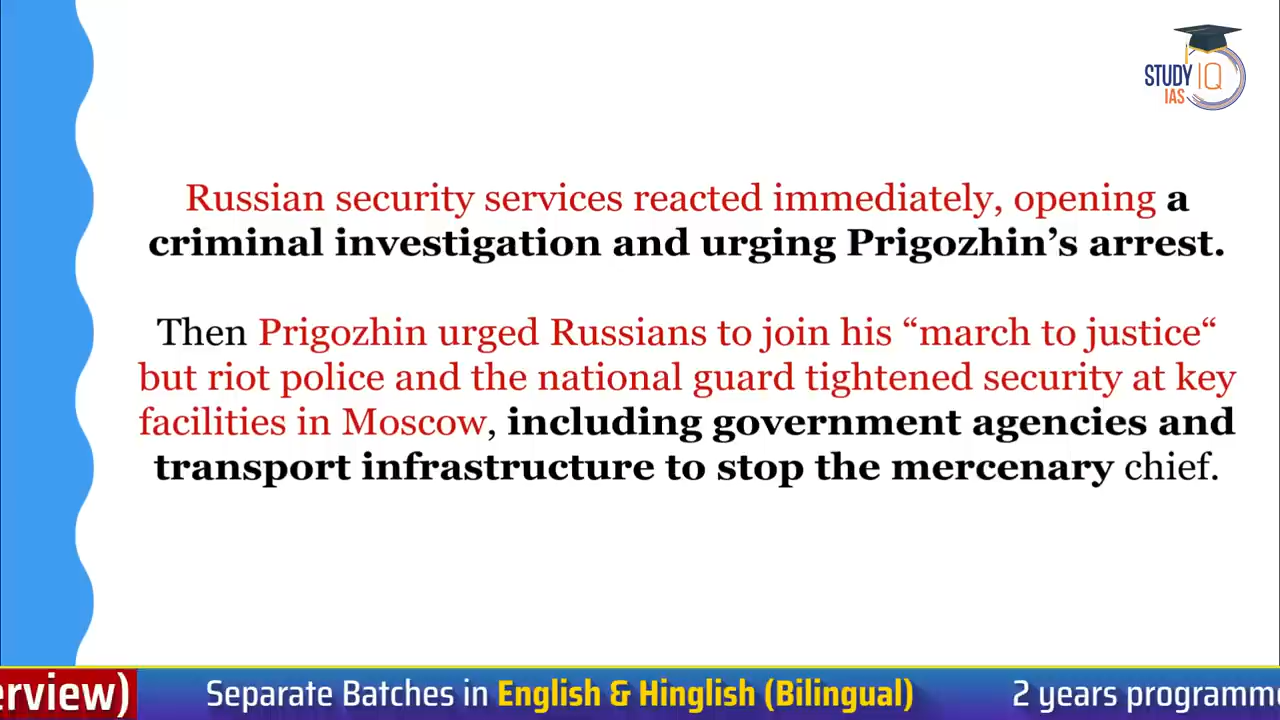 STUDY IQ
IAS
Russian security services reacted immediately, opening a
criminal investigation and urging Prigozhin’s arrest.
Then Prigozhin urged Russians to join his “march to justice“
but riot police and the national guard tightened security at key
facilities in Moscow, including government agencies and
transport infrastructure to stop the mercenary chief.
erview) Separate Batches in English & Hinglish (Bilingual) 2 years programm